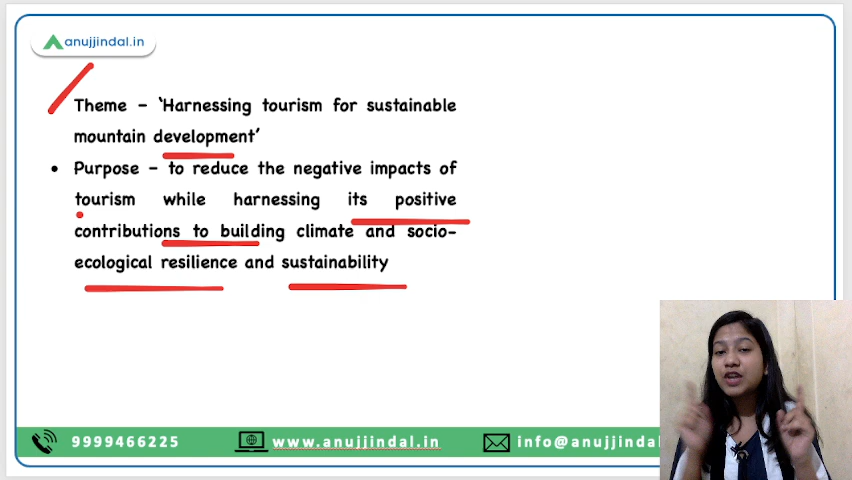 anujjindal.in
Theme – ‘Harnessing tourism for sustainable
mountain development’
• Purpose – to reduce the negative impacts of
tourism while harnessing its positive
contributions to building climate and socio-
ecological resilience and sustainability
9999466225 www.anujjindal.in info@anujjindal